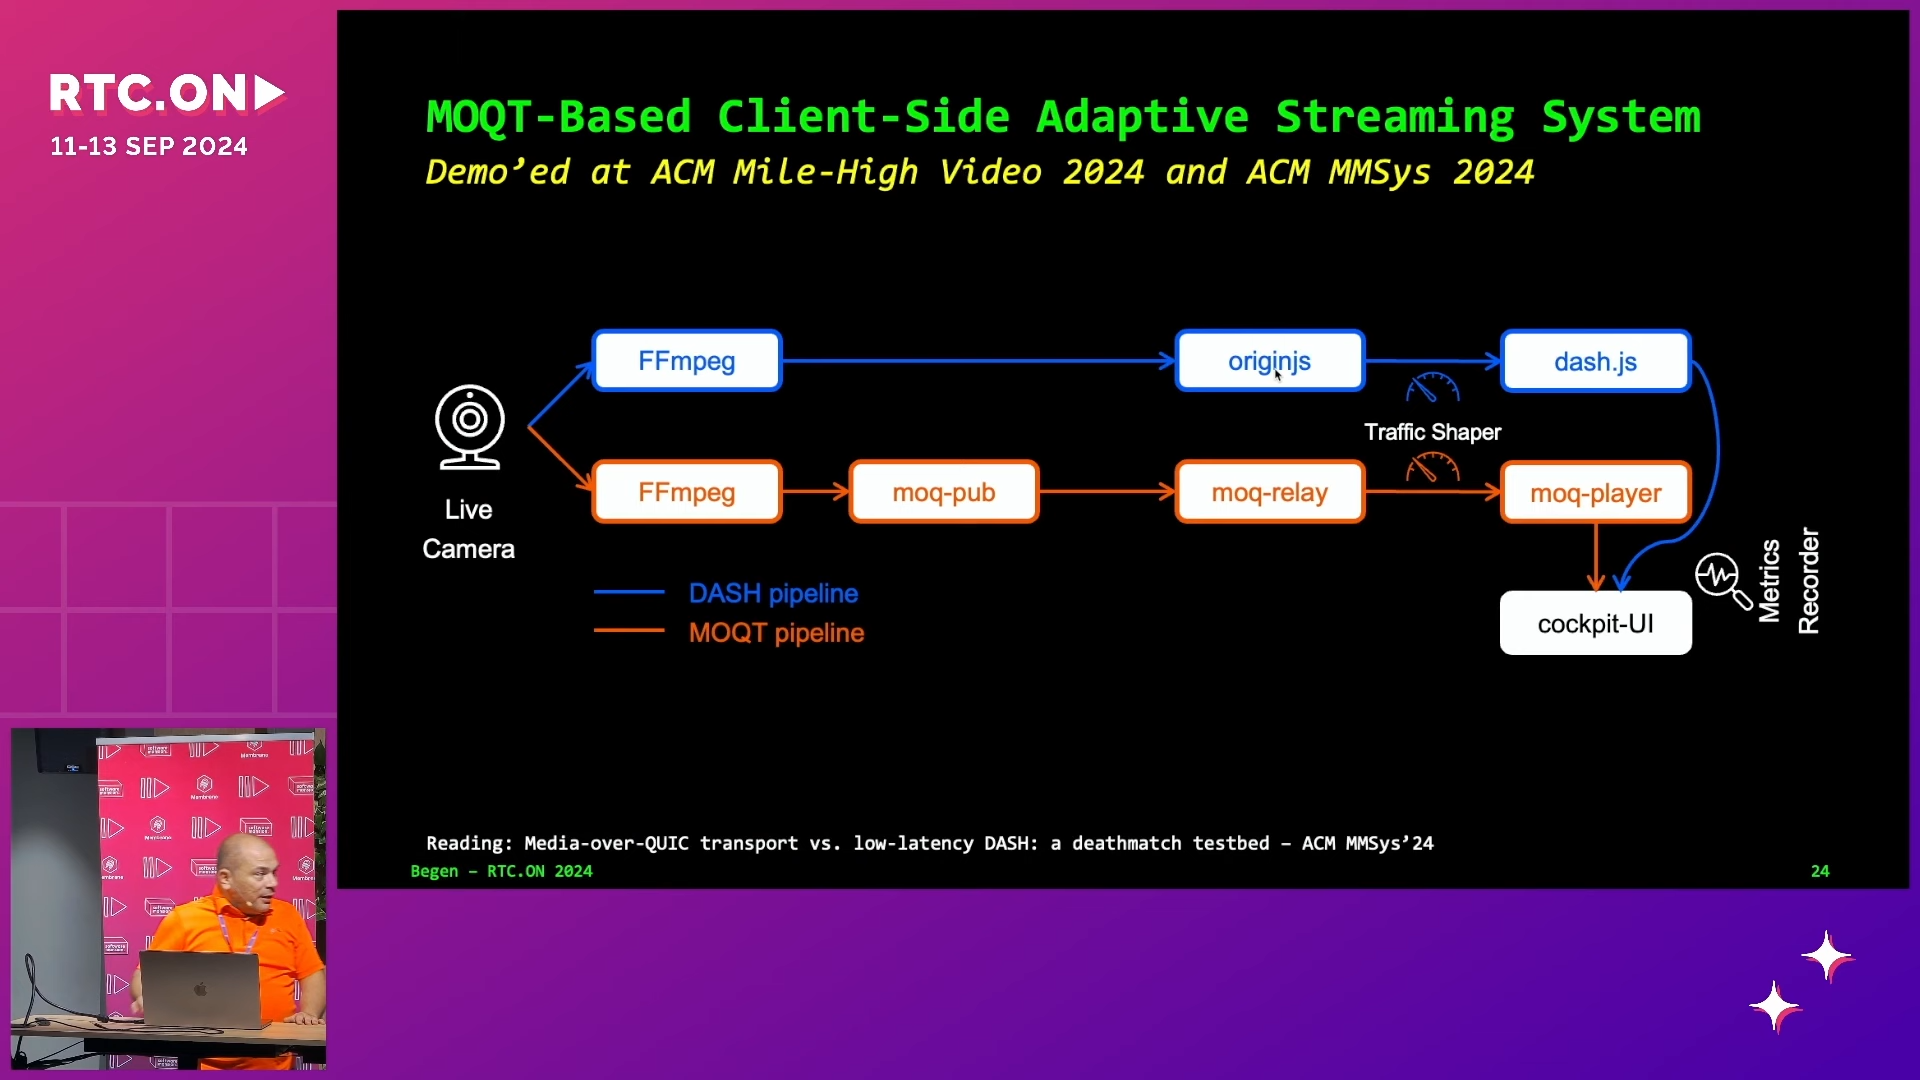 RTC.ON
11-13 SEP 2024
MOQT-Based Client-Side Adaptive Streaming System
Demo’ed at ACM Mile-High Video 2024 and ACM MMSys 2024
FFmpeg
originjs
dash.js
Traffic Shaper
FFmpeg
moq-pub
moq-relay
moq-player
Live
Camera
DASH pipeline
MOQT pipeline
cockpit-UI
Metrics
Recorder
Reading: Media-over-QUIC transport vs. low-latency DASH: a deathmatch testbed – ACM MMSys’24
Begen – RTC.ON 2024
24
Membrane